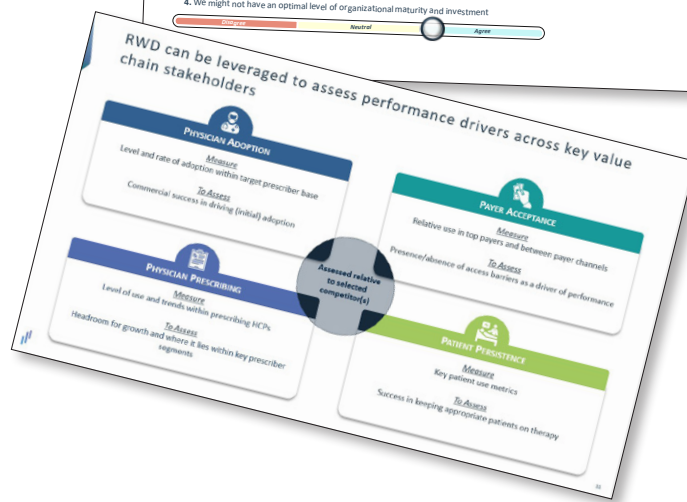 4. We might not have an optimal level of organizational maturity and investment
Disagree
Neutral
Agree
RWD can be leveraged to assess performance drivers across key value
chain stakeholders
PHYSICIAN ADOPTION
Measure
Level and rate of adoption within target prescriber base
To Assess
Commercial success in driving (initial) adoption
PAYER ACCEPTANCE
Measure
Relative use in top payers and between payer channels
To Assess
Presence/absence of access barriers as a driver of performance
Assessed relative
to selected
competitor(s)
PHYSICIAN PRESCRIBING
Measure
Level of use and trends within prescribing HCPs
To Assess
Headroom for growth and where it lies within key prescriber
segments
PATIENT PERSISTENCE
Measure
Key patient use metrics
To Assess
Success in keeping appropriate patients on therapy